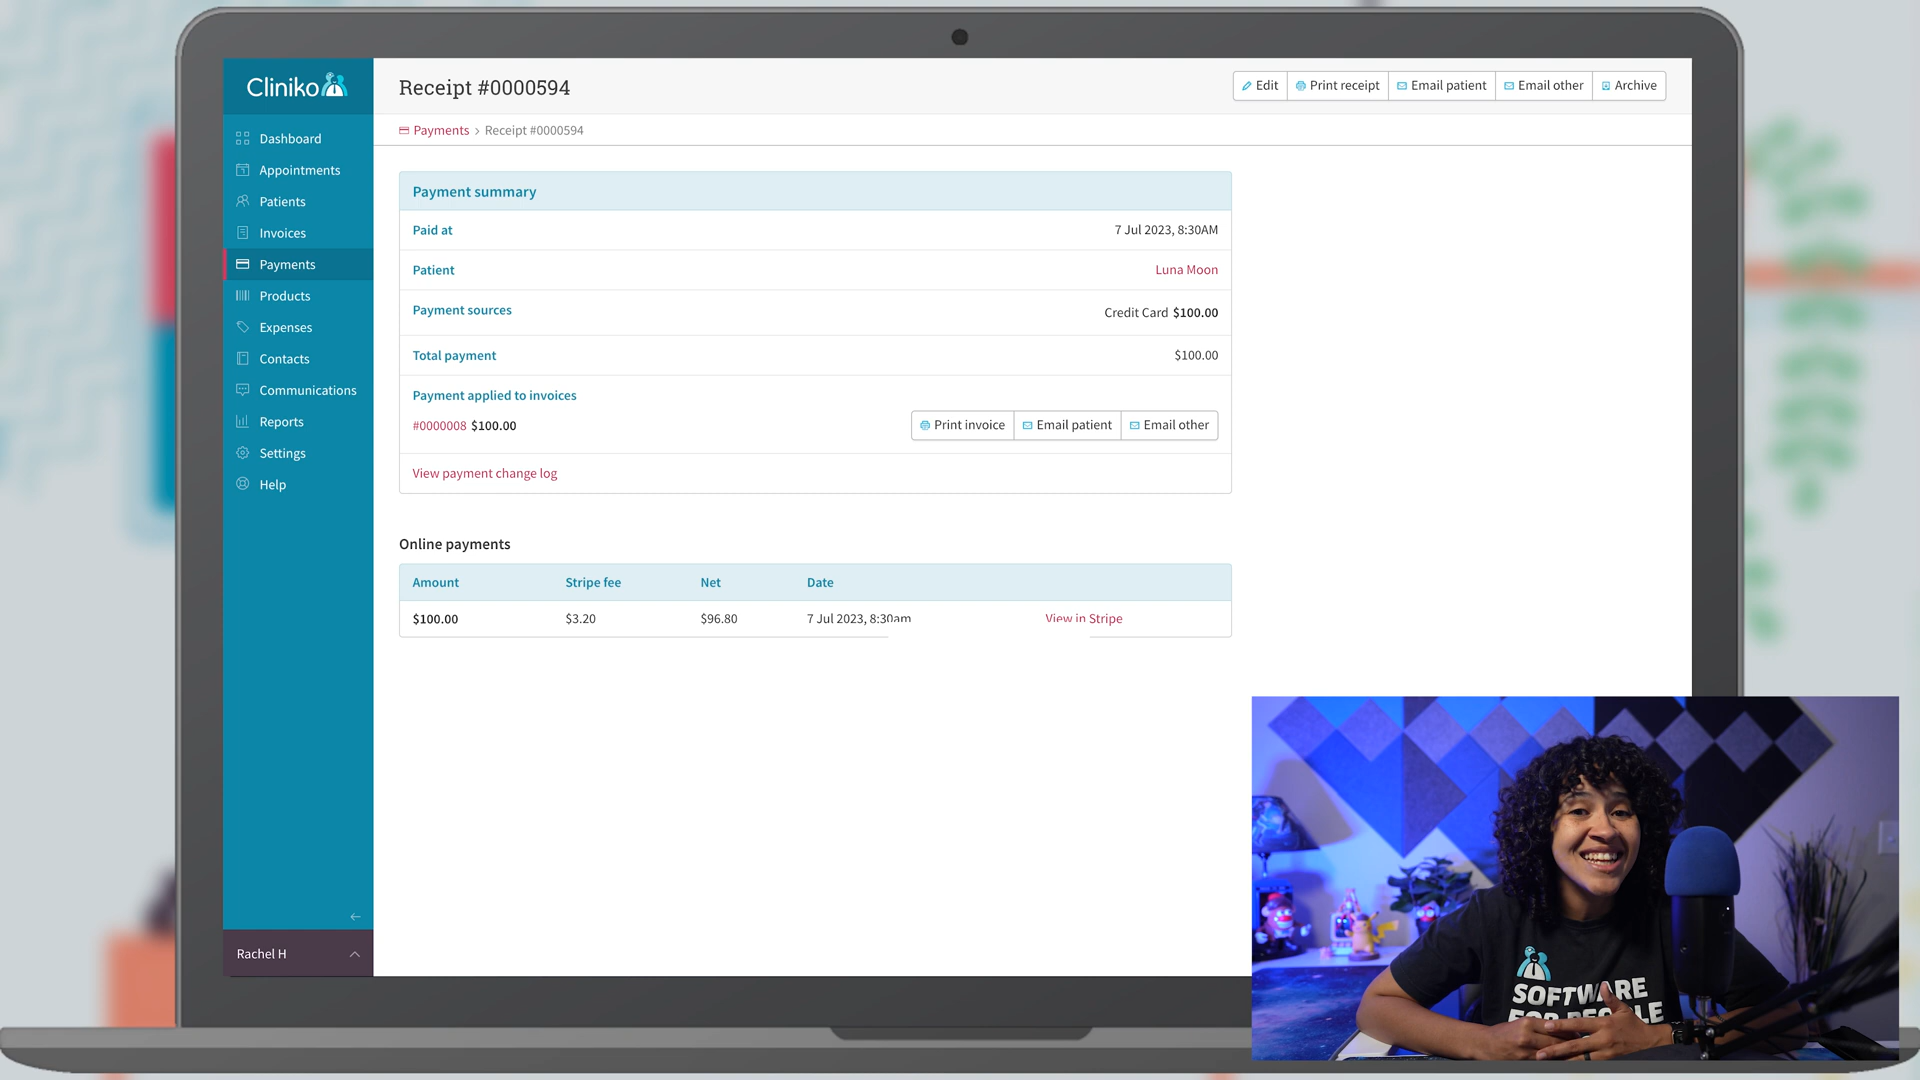 Cliniko
Dashboard
Appointments
Patients
Invoices
Payments
Products
Expenses
Contacts
Communications
Reports
Settings
Help
Rachel H
Receipt #0000594
Edit
Print receipt
Email patient
Email other
Archive
Payments › Receipt #0000594
Payment summary
Paid at 7 Jul 2023, 8:30AM
Patient Luna Moon
Payment sources Credit Card $100.00
Total payment $100.00
Payment applied to invoices
#0000008 $100.00 Print invoice Email patient Email other
View payment change log
Online payments
Amount Stripe fee Net Date
$100.00 $3.20 $96.80 7 Jul 2023, 8:30am View in Stripe
SOFTWARE
FOR PEOPLE